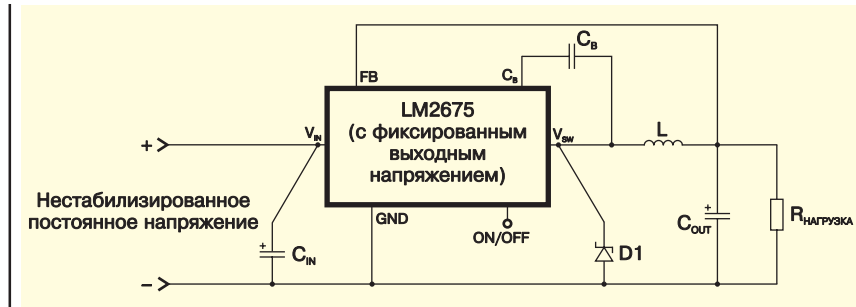 C_B
FB
C_B
LM2675
(с фиксированным
выходным
напряжением)
V_IN
V_SW
L
+
Нестабилизированное
постоянное напряжение
GND
ON/OFF
+
C_IN
D1
+
C_OUT
R_НАГРУЗКА
−